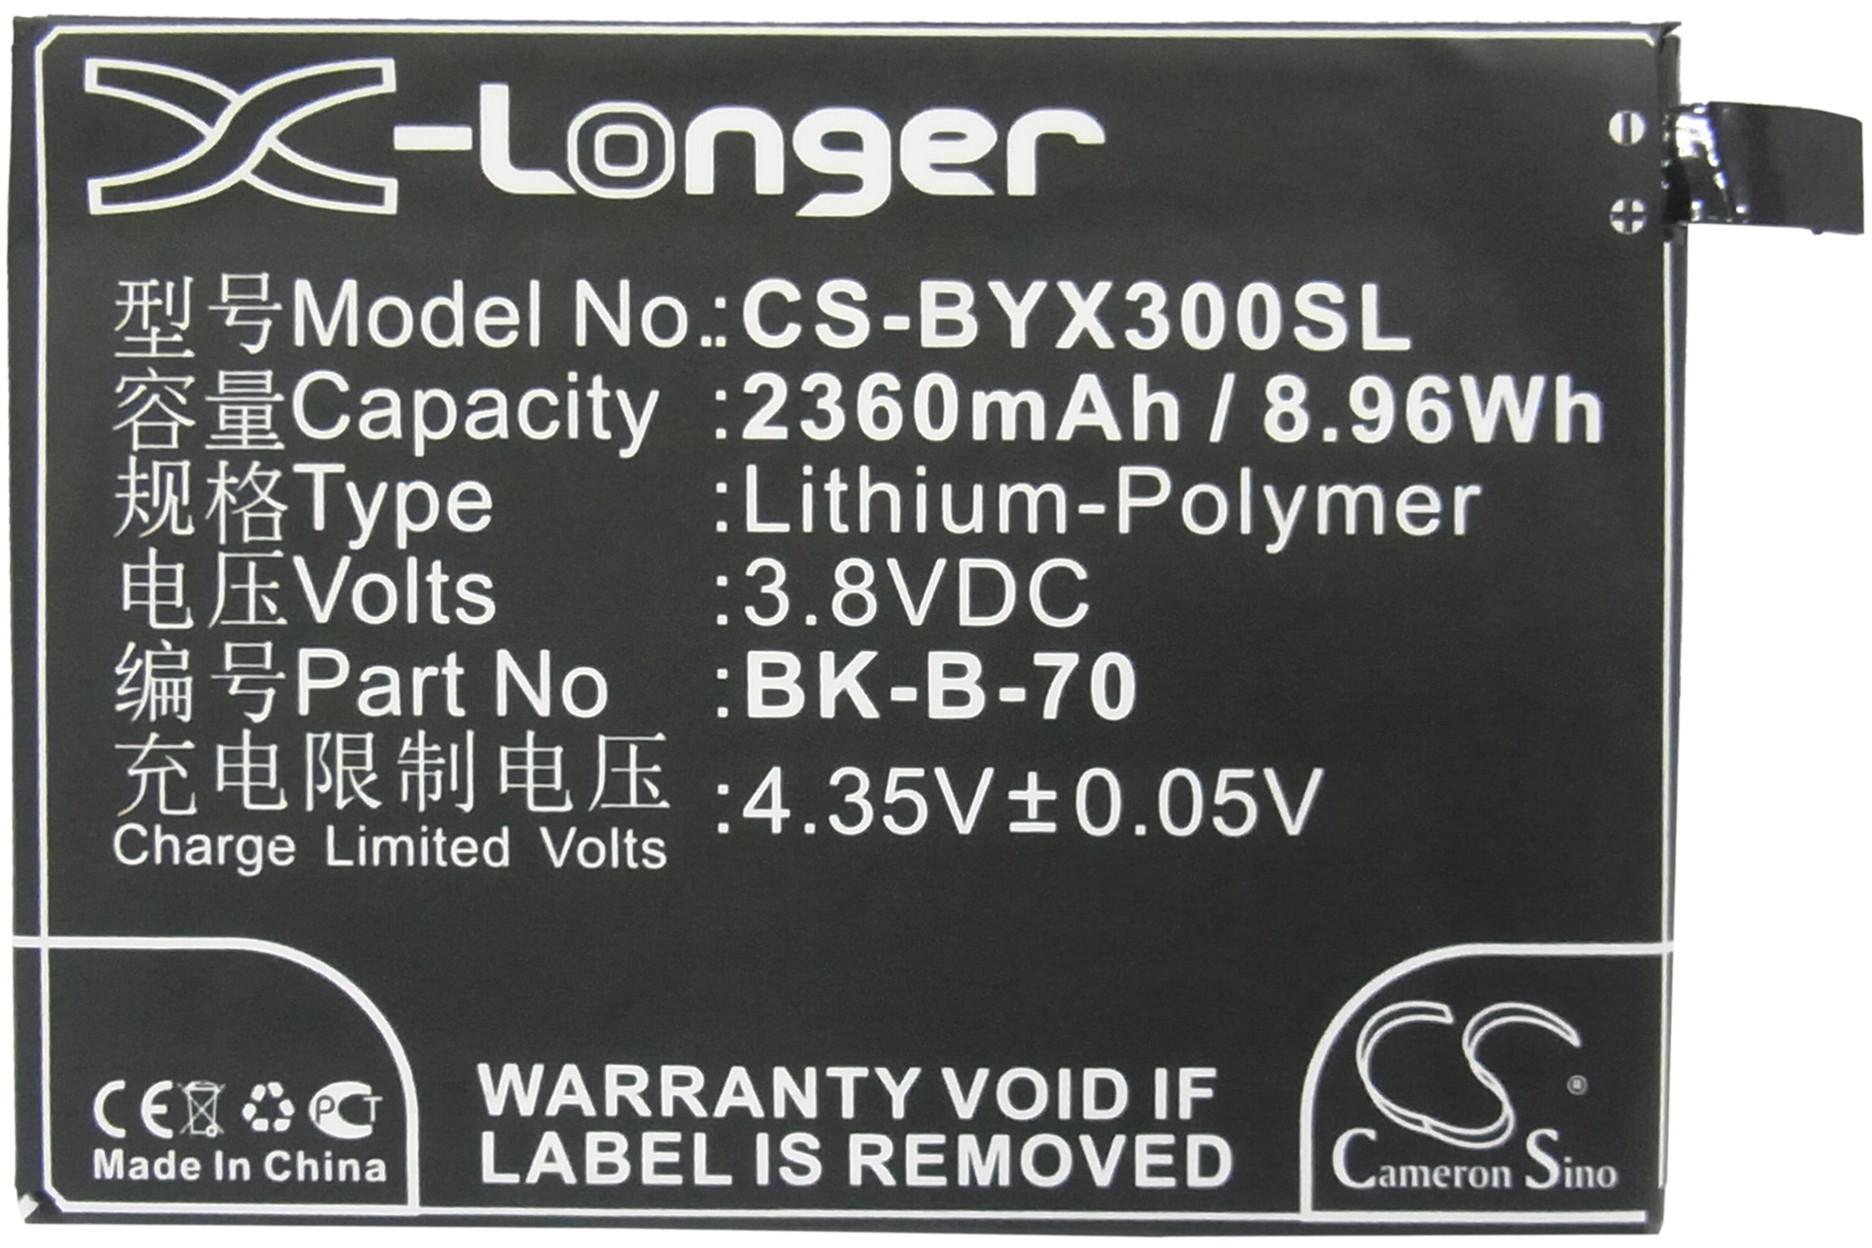 X-Longer
型号Model No.:CS-BYX300SL
容量Capacity :2360mAh / 8.96Wh
规格Type :Lithium-Polymer
电压Volts :3.8VDC
编号Part No :BK-B-70
充电限制电压 :4.35V±0.05V
Charge Limited Volts
CE PCT
Made In China
WARRANTY VOID IF
LABEL IS REMOVED
CS ®
Cameron Sino